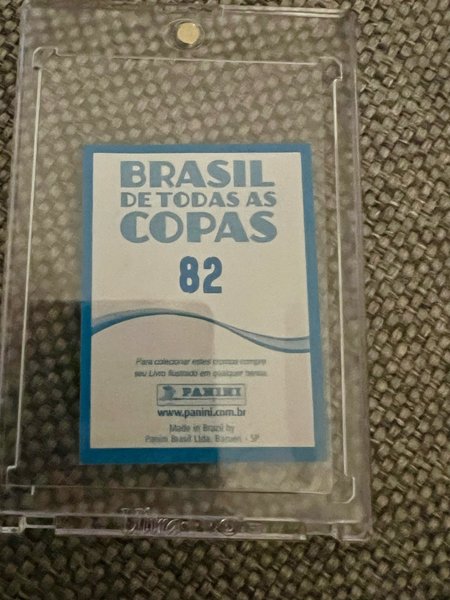 BRASIL
DE TODAS AS
COPAS
82
Para colecionar estes cromos compre
seu Livro Ilustrado em qualquer banca.
PANINI
www.panini.com.br
Made in Brazil by
Panini Brasil Ltda. Barueri - SP